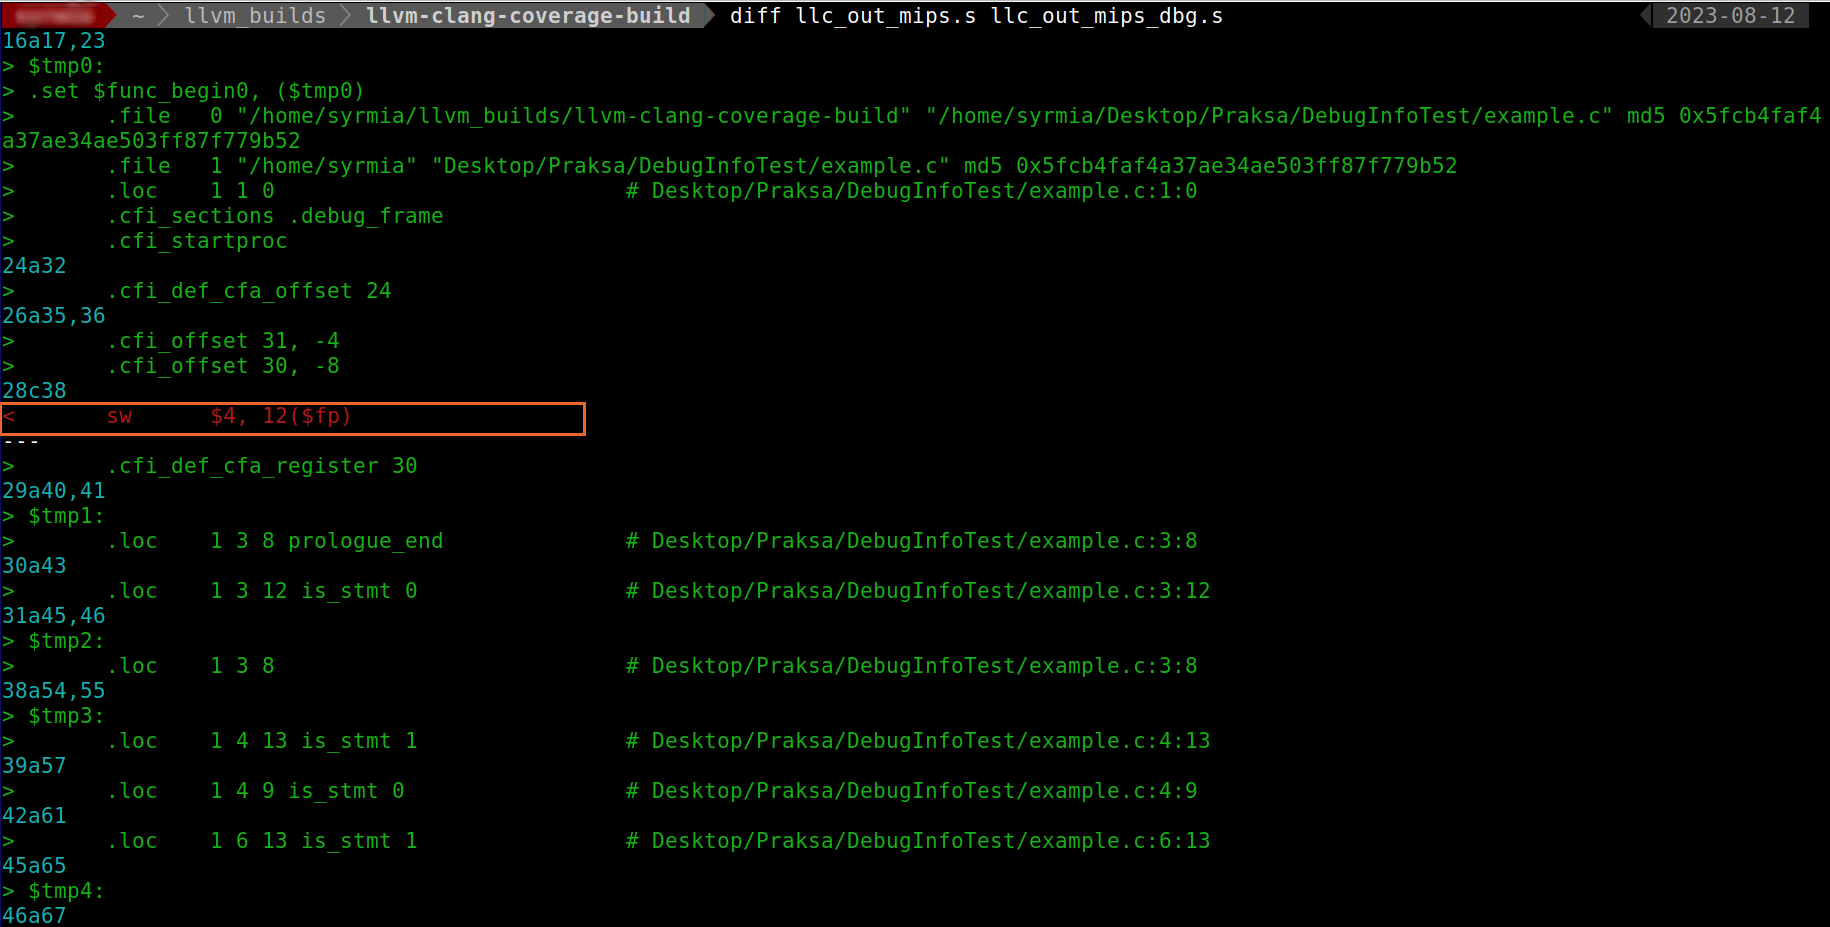 ~ llvm_builds llvm-clang-coverage-build diff llc_out_mips.s llc_out_mips_dbg.s 2023-08-12
16a17,23
> $tmp0:
> .set $func_begin0, ($tmp0)
> .file 0 "/home/syrmia/llvm_builds/llvm-clang-coverage-build" "/home/syrmia/Desktop/Praksa/DebugInfoTest/example.c" md5 0x5fcb4faf4
a37ae34ae503ff87f779b52
> .file 1 "/home/syrmia" "Desktop/Praksa/DebugInfoTest/example.c" md5 0x5fcb4faf4a37ae34ae503ff87f779b52
> .loc 1 1 0 # Desktop/Praksa/DebugInfoTest/example.c:1:0
> .cfi_sections .debug_frame
> .cfi_startproc
24a32
> .cfi_def_cfa_offset 24
26a35,36
> .cfi_offset 31, -4
> .cfi_offset 30, -8
28c38
< sw $4, 12($fp)
---
> .cfi_def_cfa_register 30
29a40,41
> $tmp1:
> .loc 1 3 8 prologue_end # Desktop/Praksa/DebugInfoTest/example.c:3:8
30a43
> .loc 1 3 12 is_stmt 0 # Desktop/Praksa/DebugInfoTest/example.c:3:12
31a45,46
> $tmp2:
> .loc 1 3 8 # Desktop/Praksa/DebugInfoTest/example.c:3:8
38a54,55
> $tmp3:
> .loc 1 4 13 is_stmt 1 # Desktop/Praksa/DebugInfoTest/example.c:4:13
39a57
> .loc 1 4 9 is_stmt 0 # Desktop/Praksa/DebugInfoTest/example.c:4:9
42a61
> .loc 1 6 13 is_stmt 1 # Desktop/Praksa/DebugInfoTest/example.c:6:13
45a65
> $tmp4:
46a67